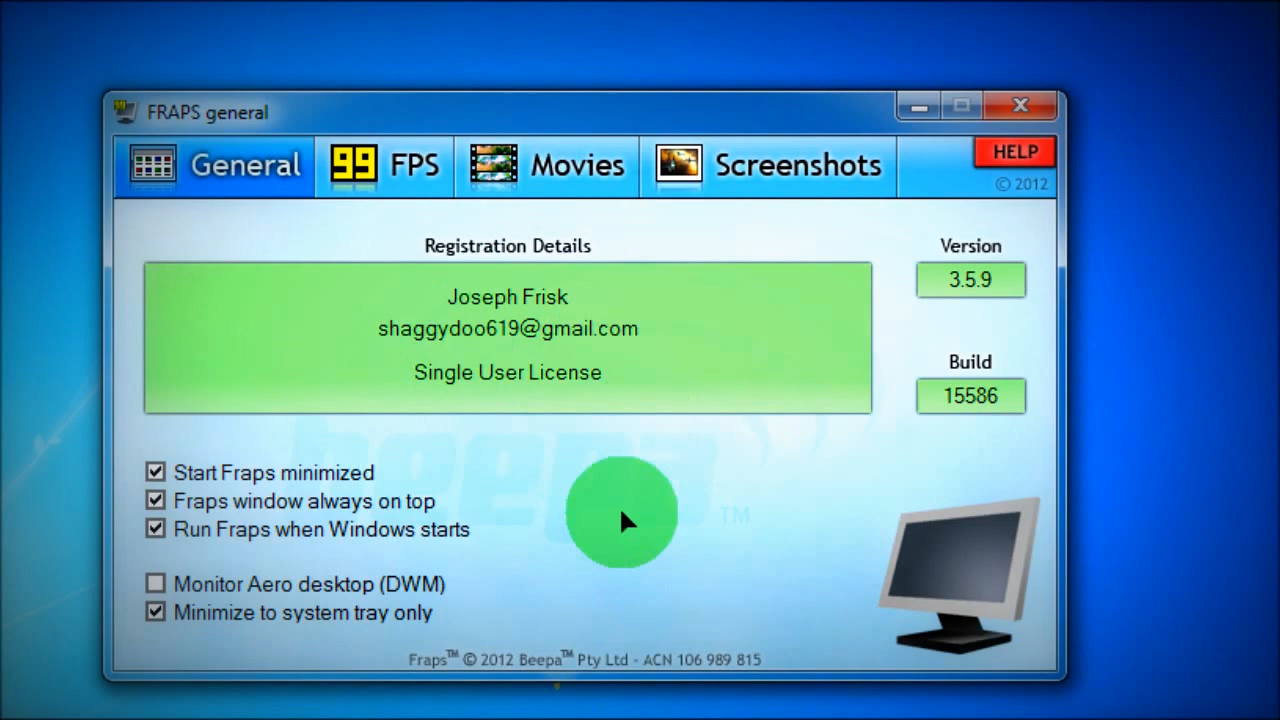 FRAPS general
General
99 FPS
Movies
Screenshots
HELP
© 2012
Registration Details
Version
Joseph Frisk
shaggydoo619@gmail.com
Single User License
3.5.9
Build
15586
beepa™
Start Fraps minimized
Fraps window always on top
Run Fraps when Windows starts
Monitor Aero desktop (DWM)
Minimize to system tray only
Fraps™ © 2012 Beepa™ Pty Ltd - ACN 106 989 815